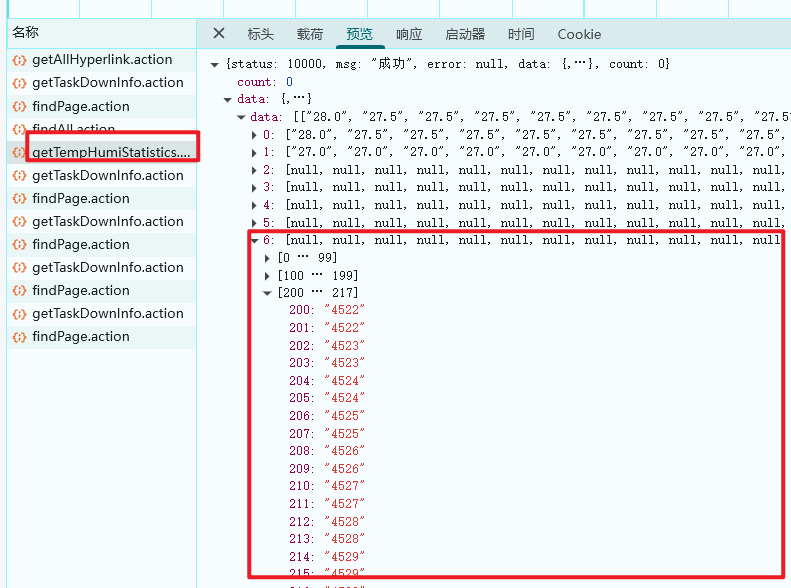 名称
getAllHyperlink.action
getTaskDownInfo.action
findPage.action
findAll.action
getTempHumiStatistics....
getTaskDownInfo.action
findPage.action
getTaskDownInfo.action
findPage.action
getTaskDownInfo.action
findPage.action
getTaskDownInfo.action
findPage.action
标头 载荷 预览 响应 启动器 时间 Cookie
{status: 10000, msg: "成功", error: null, data: {,…}, count: 0}
count: 0
data: {,…}
data: [["28.0", "27.5", "27.5", "27.5", "27.5", "27.5", "27.5", "27.5", "27.5
0: ["28.0", "27.5", "27.5", "27.5", "27.5", "27.5", "27.5", "27.5", "27.5",
1: ["27.0", "27.0", "27.0", "27.0", "27.0", "27.0", "27.0", "27.0", "27.0",
2: [null, null, null, null, null, null, null, null, null, null, null,
3: [null, null, null, null, null, null, null, null, null, null, null,
4: [null, null, null, null, null, null, null, null, null, null, null,
5: [null, null, null, null, null, null, null, null, null, null, null,
6: [null, null, null, null, null, null, null, null, null, null, null
[0 … 99]
[100 … 199]
[200 … 217]
200: "4522"
201: "4522"
202: "4523"
203: "4523"
204: "4524"
205: "4524"
206: "4525"
207: "4525"
208: "4526"
209: "4526"
210: "4527"
211: "4527"
212: "4528"
213: "4528"
214: "4529"
215: "4529"